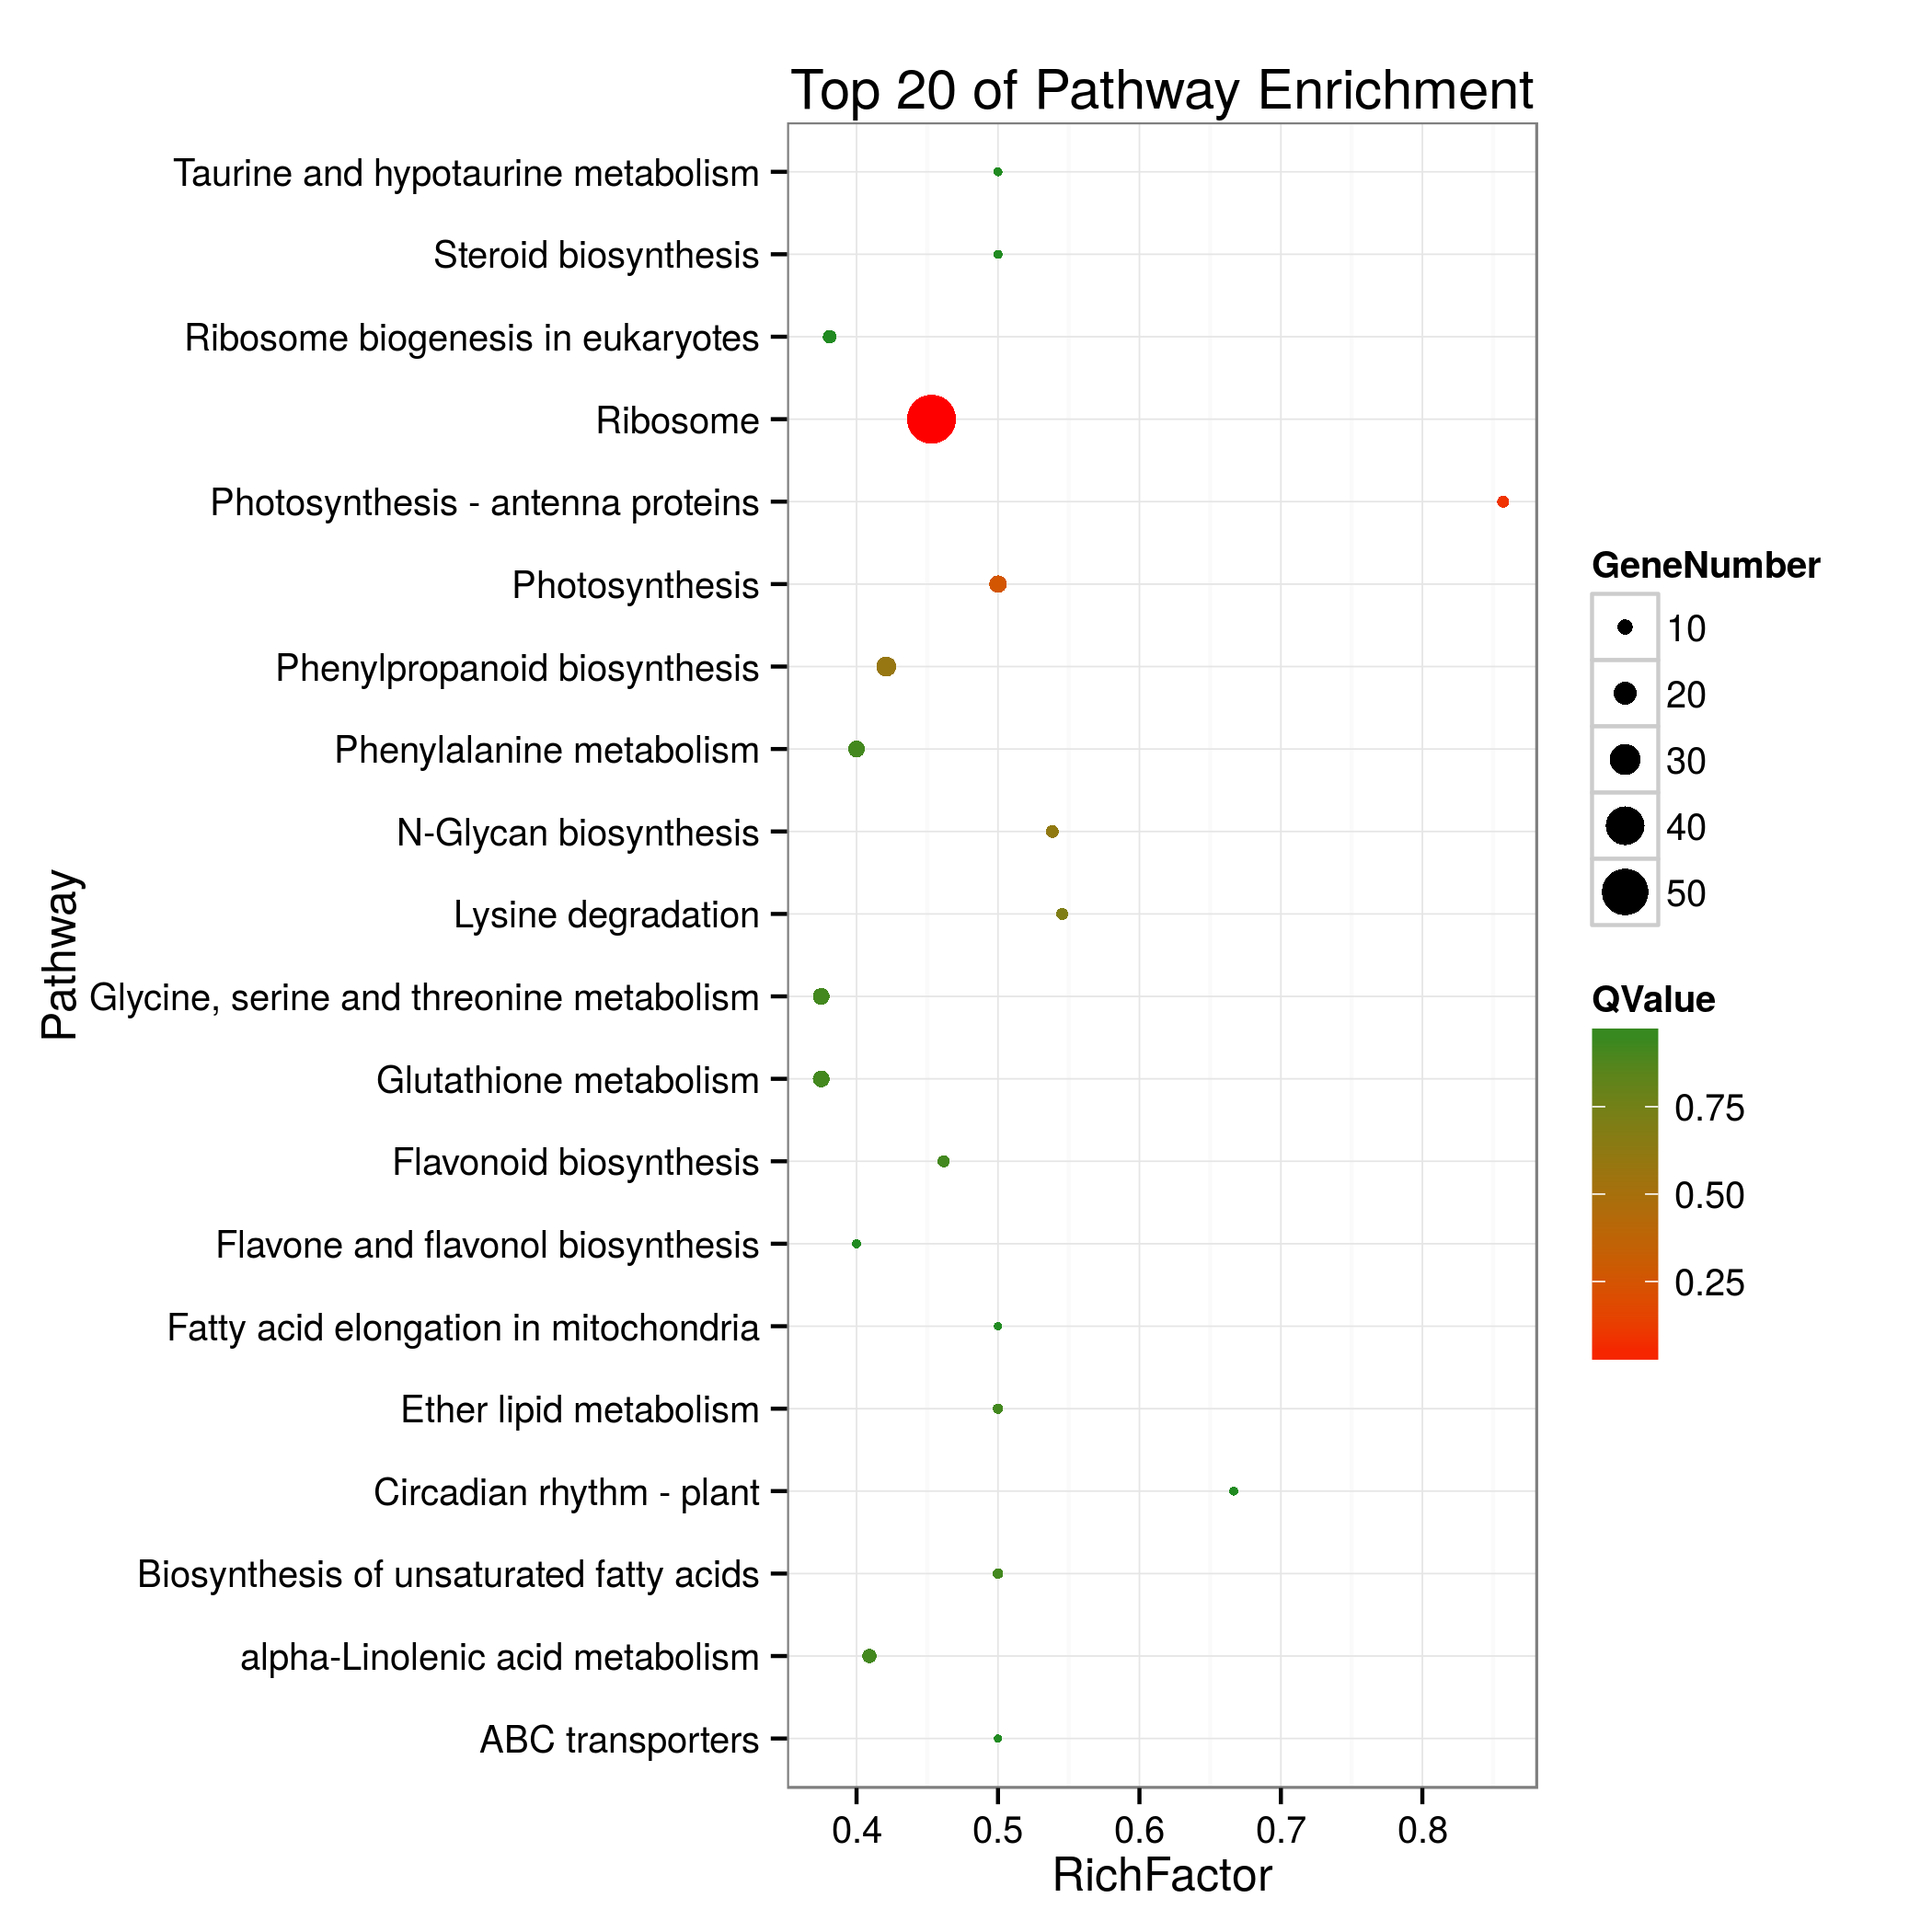 Top 20 of Pathway Enrichment
Taurine and hypotaurine metabolism
Steroid biosynthesis
Ribosome biogenesis in eukaryotes
Ribosome
Photosynthesis - antenna proteins
Photosynthesis
Phenylpropanoid biosynthesis
Phenylalanine metabolism
N-Glycan biosynthesis
Lysine degradation
Glycine, serine and threonine metabolism
Glutathione metabolism
Flavonoid biosynthesis
Flavone and flavonol biosynthesis
Fatty acid elongation in mitochondria
Ether lipid metabolism
Circadian rhythm - plant
Biosynthesis of unsaturated fatty acids
alpha-Linolenic acid metabolism
ABC transporters
Pathway
0.4 0.5 0.6 0.7 0.8
RichFactor
GeneNumber
10
20
30
40
50
QValue
0.75
0.50
0.25